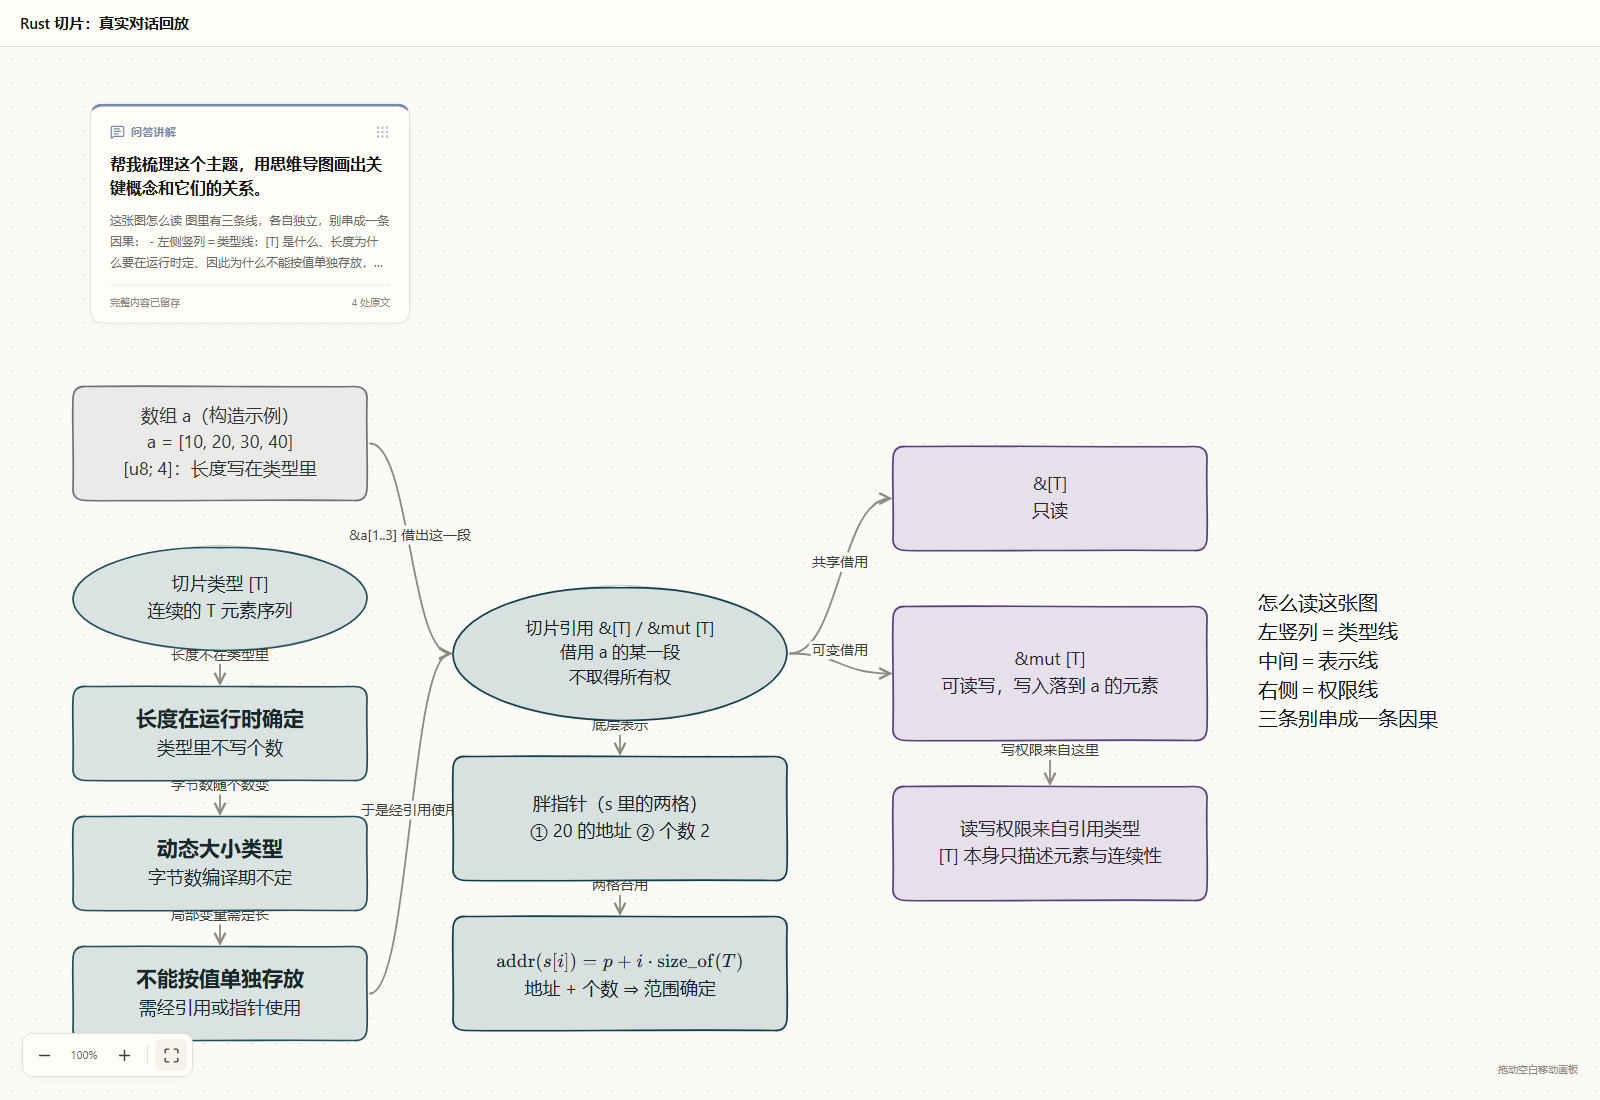 Rust 切片：真实对话回放
问答讲解
帮我梳理这个主题，用思维导图画出关
键概念和它们的关系。
这张图怎么读 图里有三条线，各自独立，别串成一条
因果： - 左侧竖列 = 类型线：[T] 是什么、长度为什
么要在运行时定、因此为什么不能按值单独存放，...
完整内容已留存
4 处原文
数组 a（构造示例）
a = [10, 20, 30, 40]
[u8; 4]：长度写在类型里
&a[1..3] 借出这一段
切片类型 [T]
连续的 T 元素序列
长度不在类型里
长度在运行时确定
类型里不写个数
字节数随个数变
动态大小类型
字节数编译期不定
局部变量需定长
不能按值单独存放
需经引用或指针使用
于是经引用使用
切片引用 &[T] / &mut [T]
借用 a 的某一段
不取得所有权
底层表示
胖指针（s 里的两格）
① 20 的地址 ② 个数 2
两格合用
addr(s[i]) = p + i · size_of(T)
地址 + 个数 ⇒ 范围确定
共享借用
可变借用
&[T]
只读
&mut [T]
可读写，写入落到 a 的元素
写权限来自这里
读写权限来自引用类型
[T] 本身只描述元素与连续性
怎么读这张图
左竖列 = 类型线
中间 = 表示线
右侧 = 权限线
三条别串成一条因果
100%
拖动空白移动画板